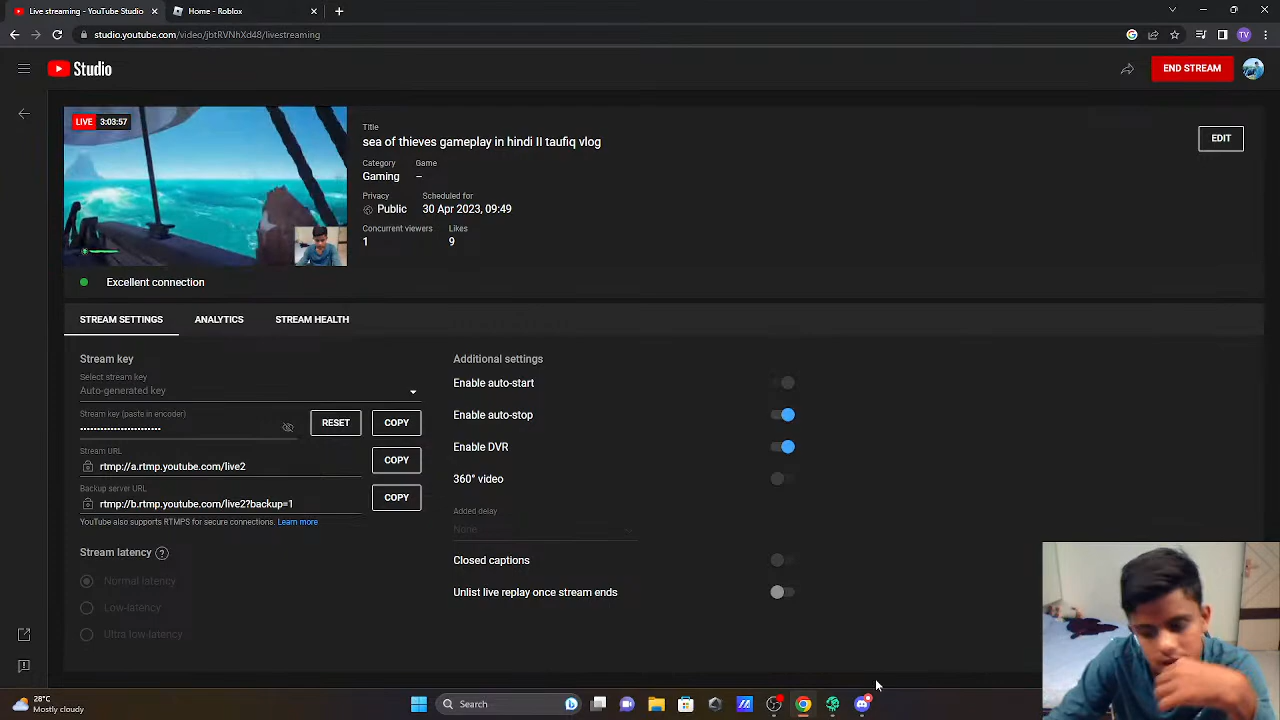 Live streaming - YouTube Studio
Home - Roblox
studio.youtube.com/video/jbtRVNhXd48/livestreaming
TV
Studio
END STREAM
LIVE 3:03:57
Title
sea of thieves gameplay in hindi II taufiq vlog
EDIT
Category Game
Gaming –
Privacy Scheduled for
Public 30 Apr 2023, 09:49
Concurrent viewers Likes
1 9
Excellent connection
STREAM SETTINGS ANALYTICS STREAM HEALTH
Stream key
Select stream key
Auto-generated key
Stream key (paste in encoder)
RESET COPY
Stream URL
rtmp://a.rtmp.youtube.com/live2
COPY
Backup server URL
rtmp://b.rtmp.youtube.com/live2?backup=1
COPY
YouTube also supports RTMPS for secure connections. Learn more
Stream latency ?
Normal latency
Low-latency
Ultra low-latency
Additional settings
Enable auto-start
Enable auto-stop
Enable DVR
360° video
Added delay
None
Closed captions
Unlist live replay once stream ends
28°C
Mostly cloudy
Search